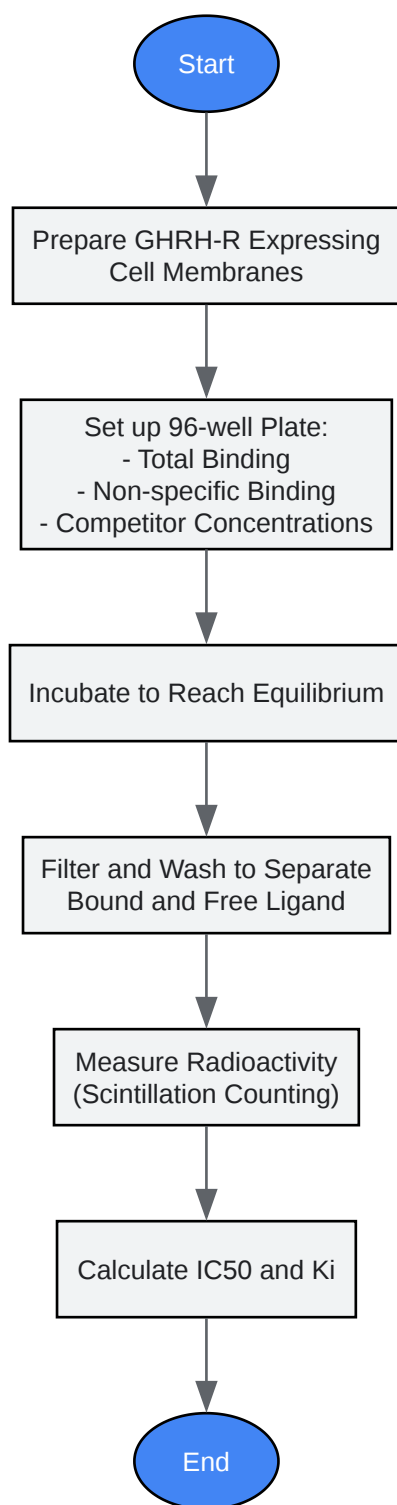 Start
Prepare GHRH-R Expressing
Cell Membranes
Set up 96-well Plate:
- Total Binding
- Non-specific Binding
- Competitor Concentrations
Incubate to Reach Equilibrium
Filter and Wash to Separate
Bound and Free Ligand
Measure Radioactivity
(Scintillation Counting)
Calculate IC50 and Ki
End